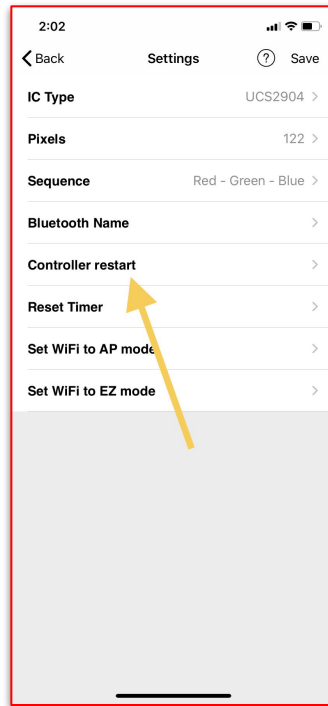 2:02
Back Settings ? Save
IC Type UCS2904
Pixels 122
Sequence Red - Green - Blue
Bluetooth Name
Controller restart
Reset Timer
Set WiFi to AP mode
Set WiFi to EZ mode